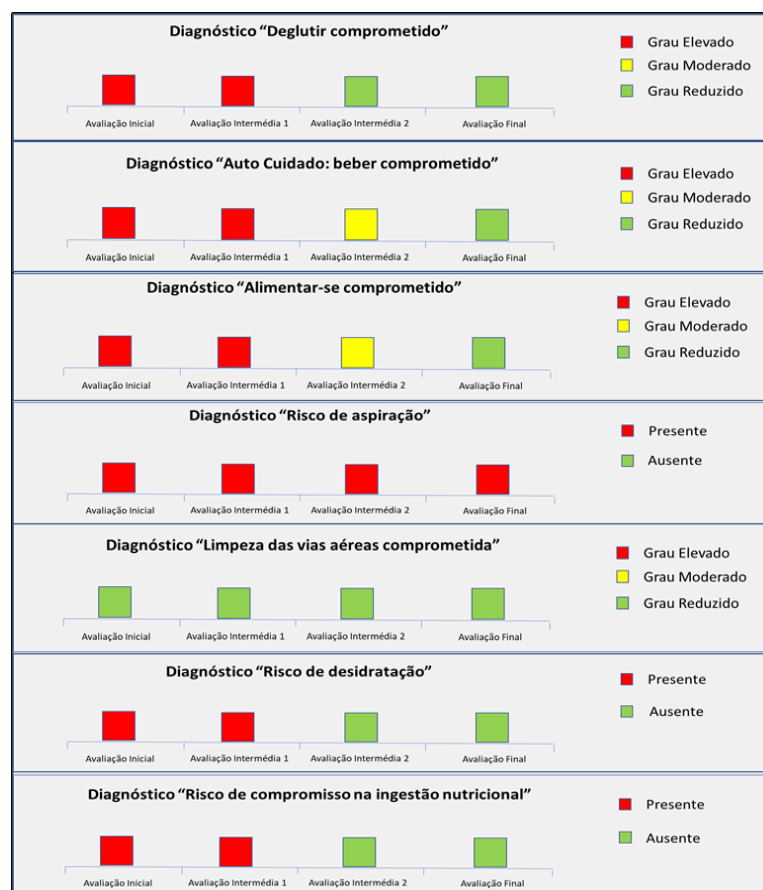 Diagnóstico “Deglutir comprometido”
Grau Elevado
Grau Moderado
Grau Reduzido
Avaliação Inicial Avaliação Intermédia 1 Avaliação Intermédia 2 Avaliação Final
Diagnóstico “Auto Cuidado: beber comprometido”
Grau Elevado
Grau Moderado
Grau Reduzido
Avaliação Inicial Avaliação Intermédia 1 Avaliação Intermédia 2 Avaliação Final
Diagnóstico “Alimentar-se comprometido”
Grau Elevado
Grau Moderado
Grau Reduzido
Avaliação Inicial Avaliação Intermédia 1 Avaliação Intermédia 2 Avaliação Final
Diagnóstico “Risco de aspiração”
Presente
Ausente
Avaliação Inicial Avaliação Intermédia 1 Avaliação Intermédia 2 Avaliação Final
Diagnóstico “Limpeza das vias aéreas comprometida”
Grau Elevado
Grau Moderado
Grau Reduzido
Avaliação Inicial Avaliação Intermédia 1 Avaliação Intermédia 2 Avaliação Final
Diagnóstico “Risco de desidratação”
Presente
Ausente
Avaliação Inicial Avaliação Intermédia 1 Avaliação Intermédia 2 Avaliação Final
Diagnóstico “Risco de compromisso na ingestão nutricional”
Presente
Ausente
Avaliação Inicial Avaliação Intermédia 1 Avaliação Intermédia 2 Avaliação Final